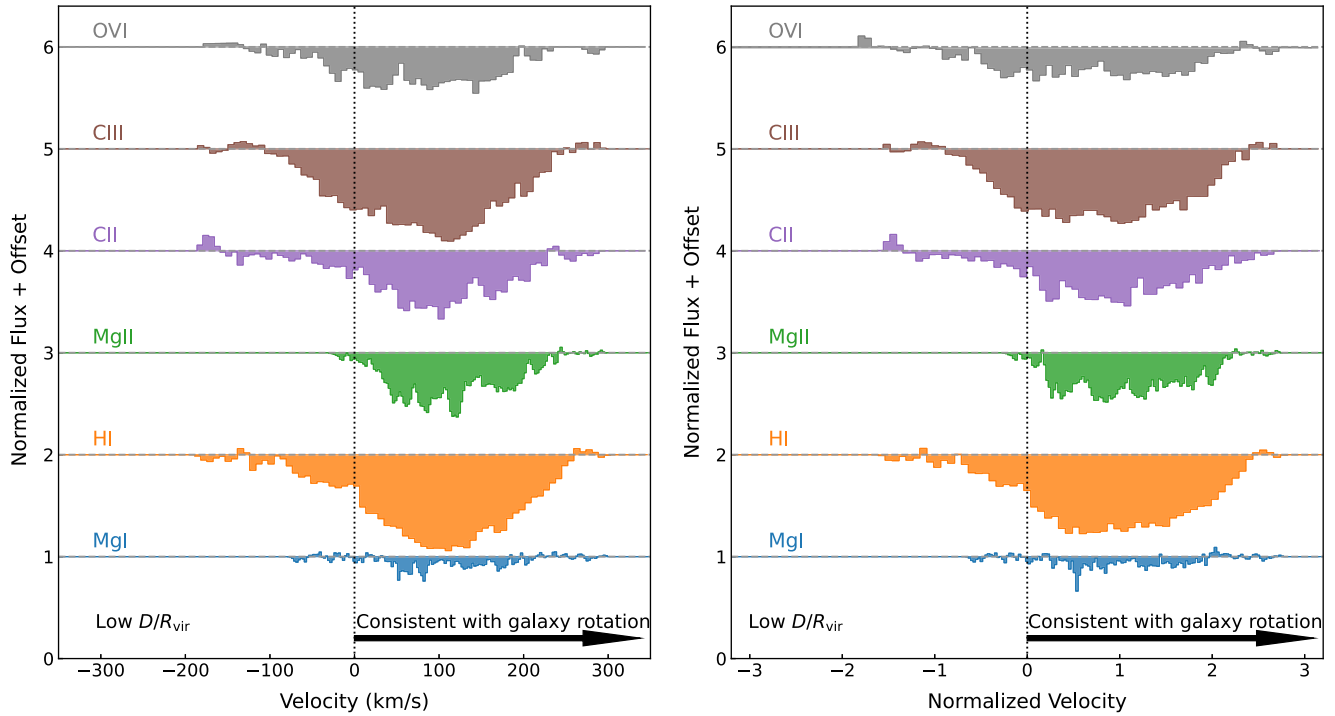 Normalized Flux + Offset
6
5
4
3
2
1
0
OVI
CIII
CII
MgII
HI
MgI
Low D/Rvir
Consistent with galaxy rotation
−300 −200 −100 0 100 200 300
Velocity (km/s)
Normalized Flux + Offset
6
5
4
3
2
1
0
OVI
CIII
CII
MgII
HI
MgI
Low D/Rvir
Consistent with galaxy rotation
−3 −2 −1 0 1 2 3
Normalized Velocity